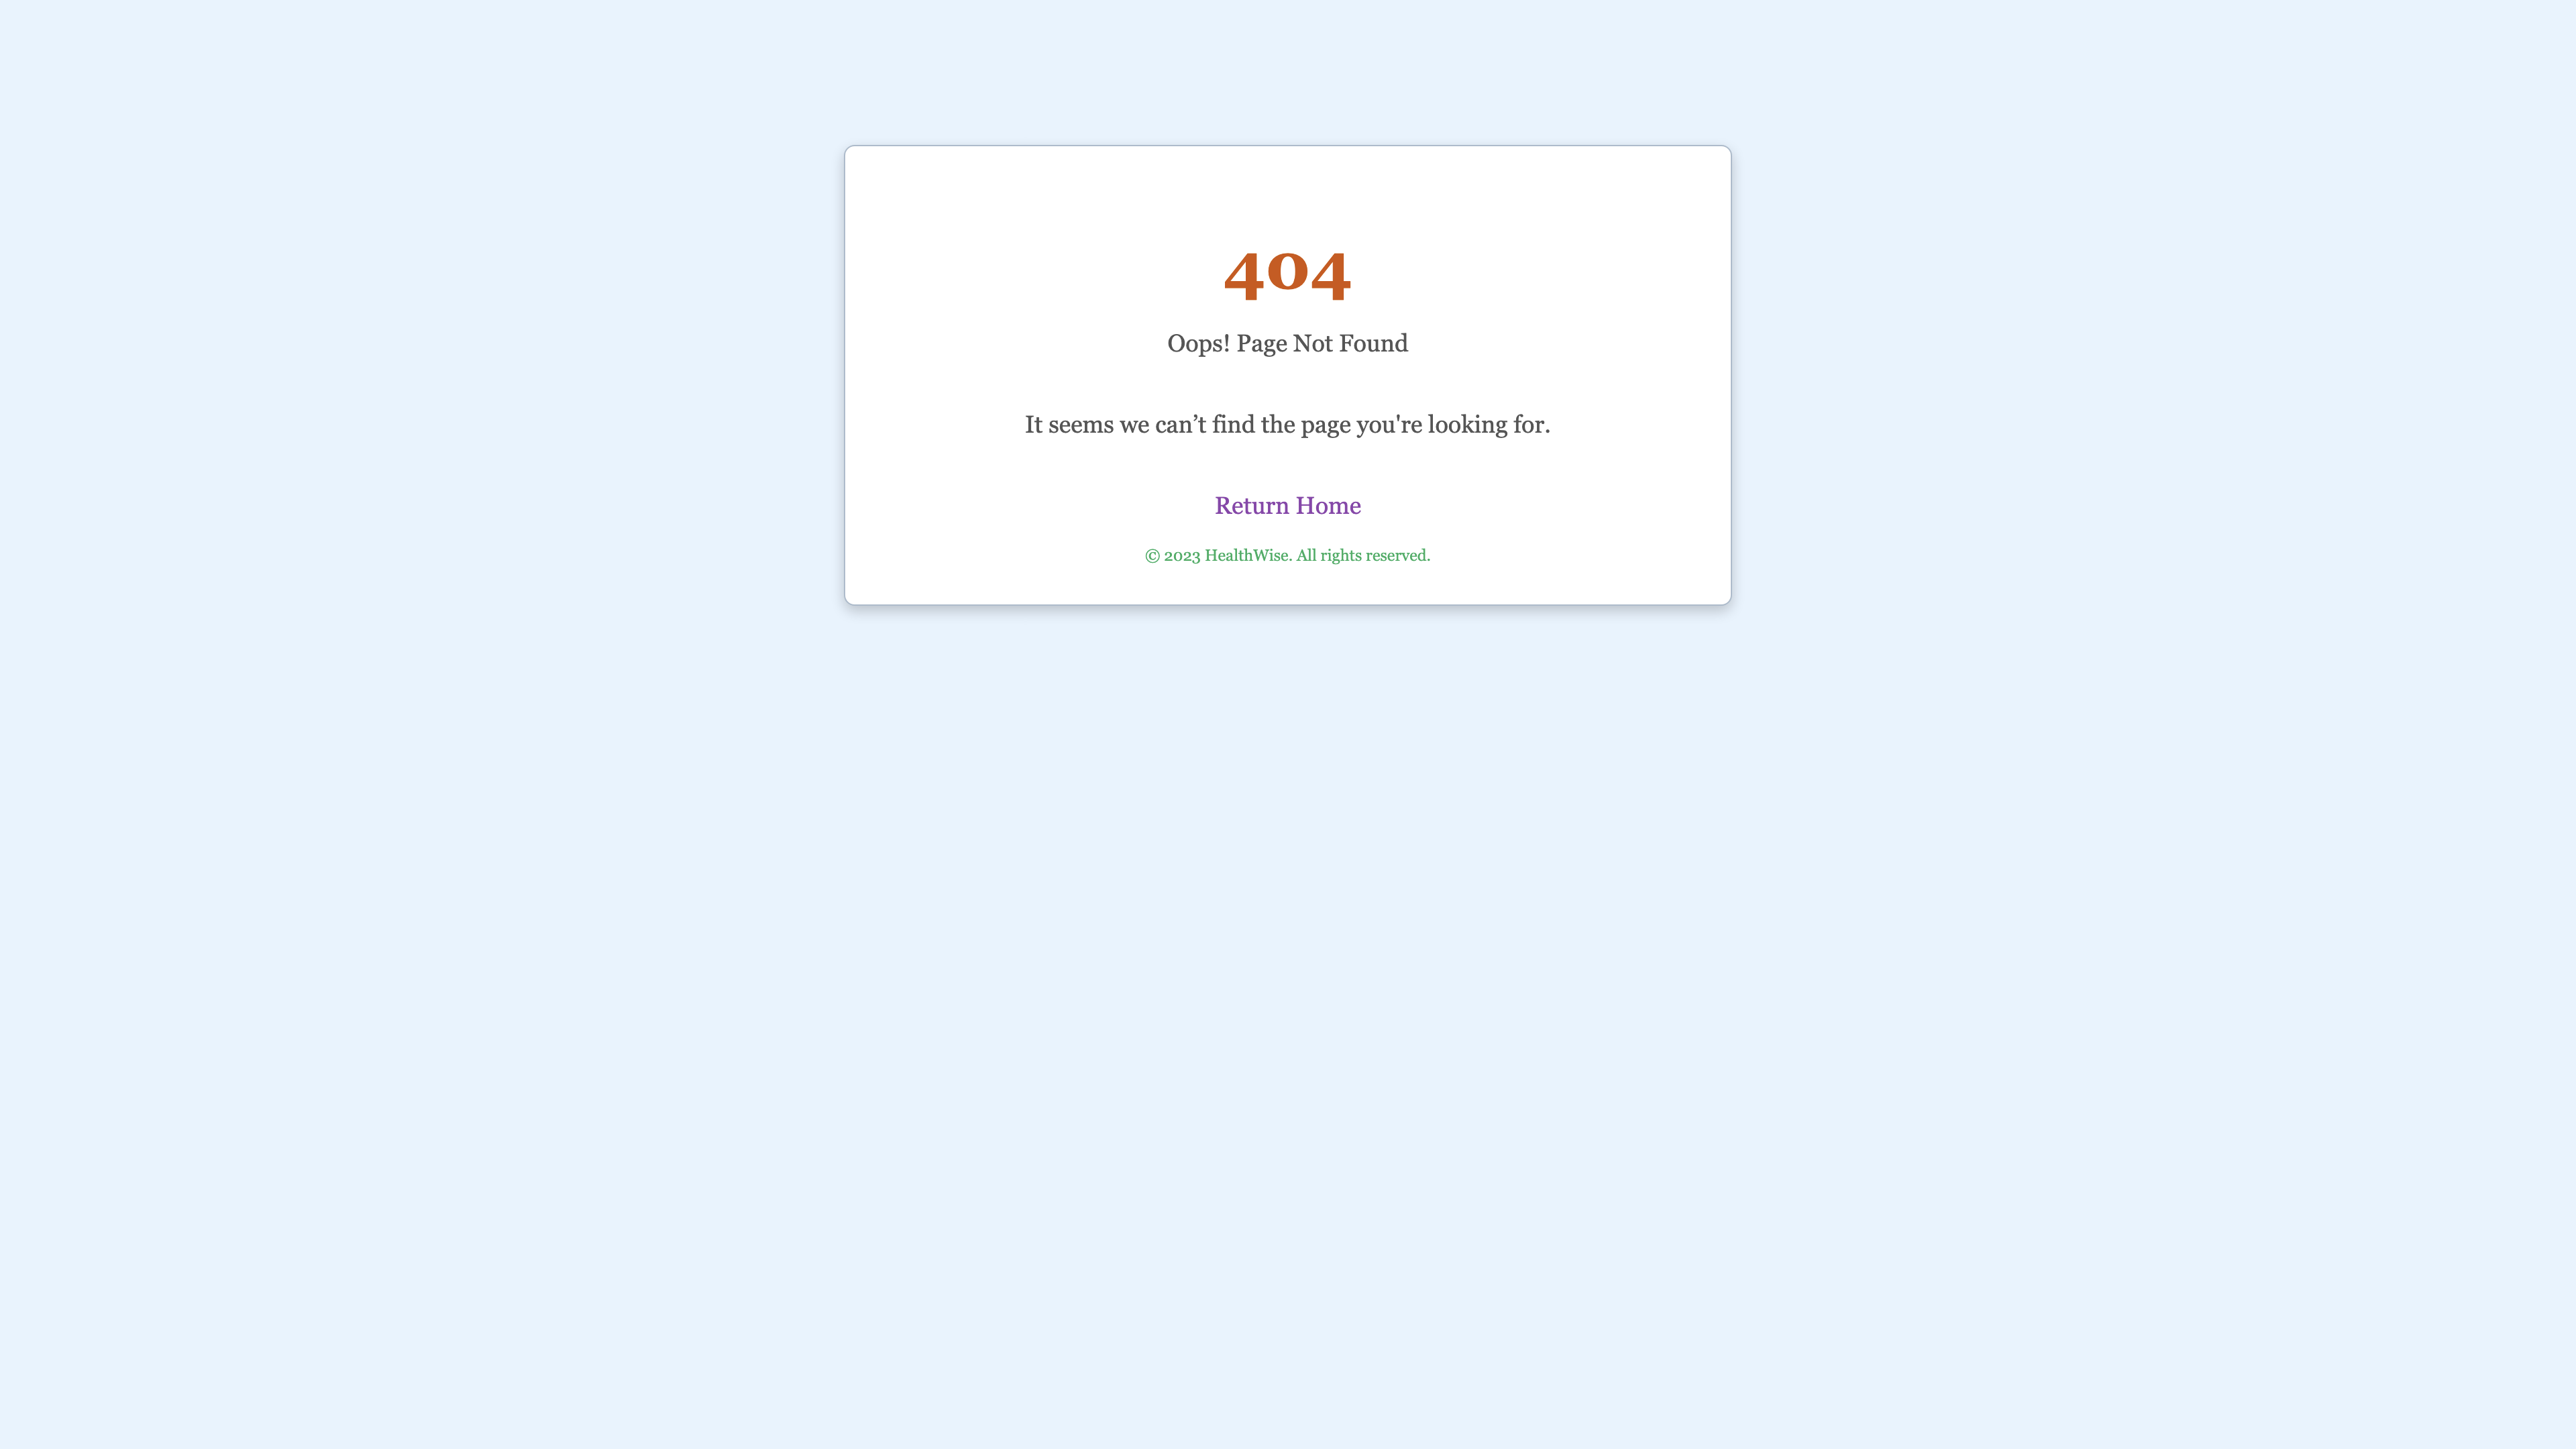 404
Oops! Page Not Found
It seems we can’t find the page you're looking for.
Return Home
© 2023 HealthWise. All rights reserved.